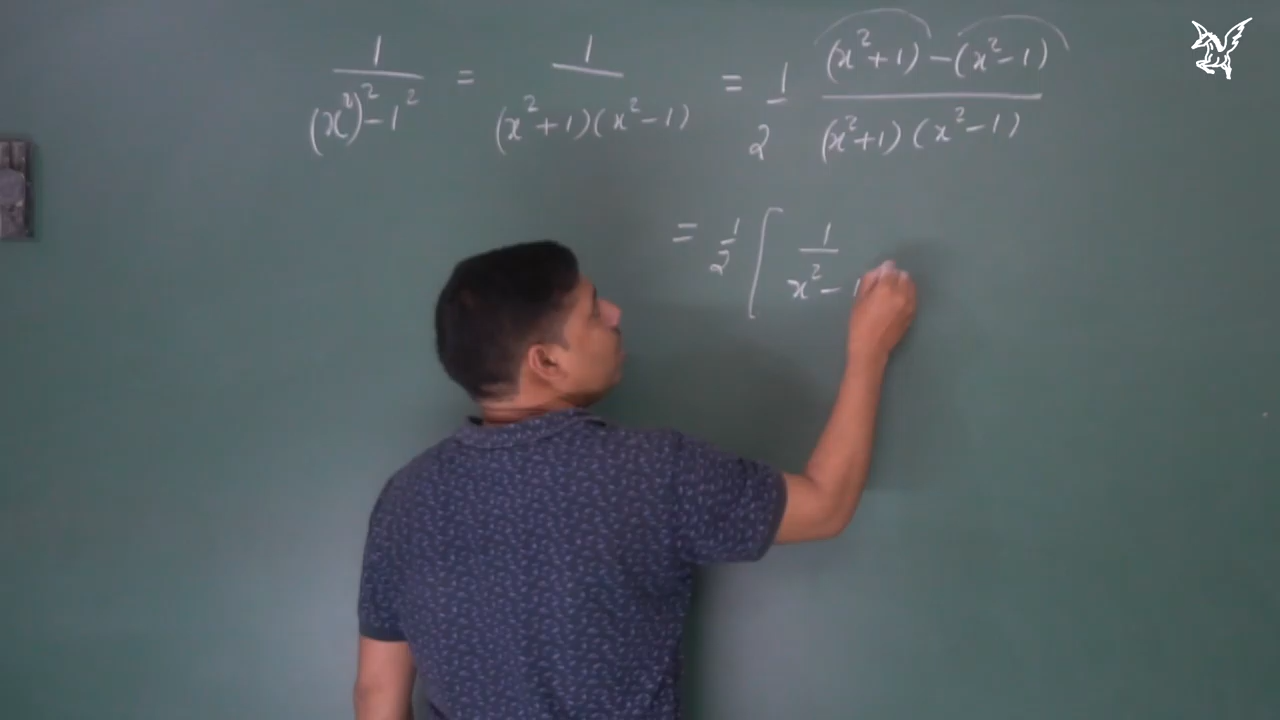 1/((x²)² - 1²) = 1/((x²+1)(x²-1)) = 1/2 ((x²+1) - (x²-1))/((x²+1)(x²-1))
= 1/2 [ 1/(x² - 1